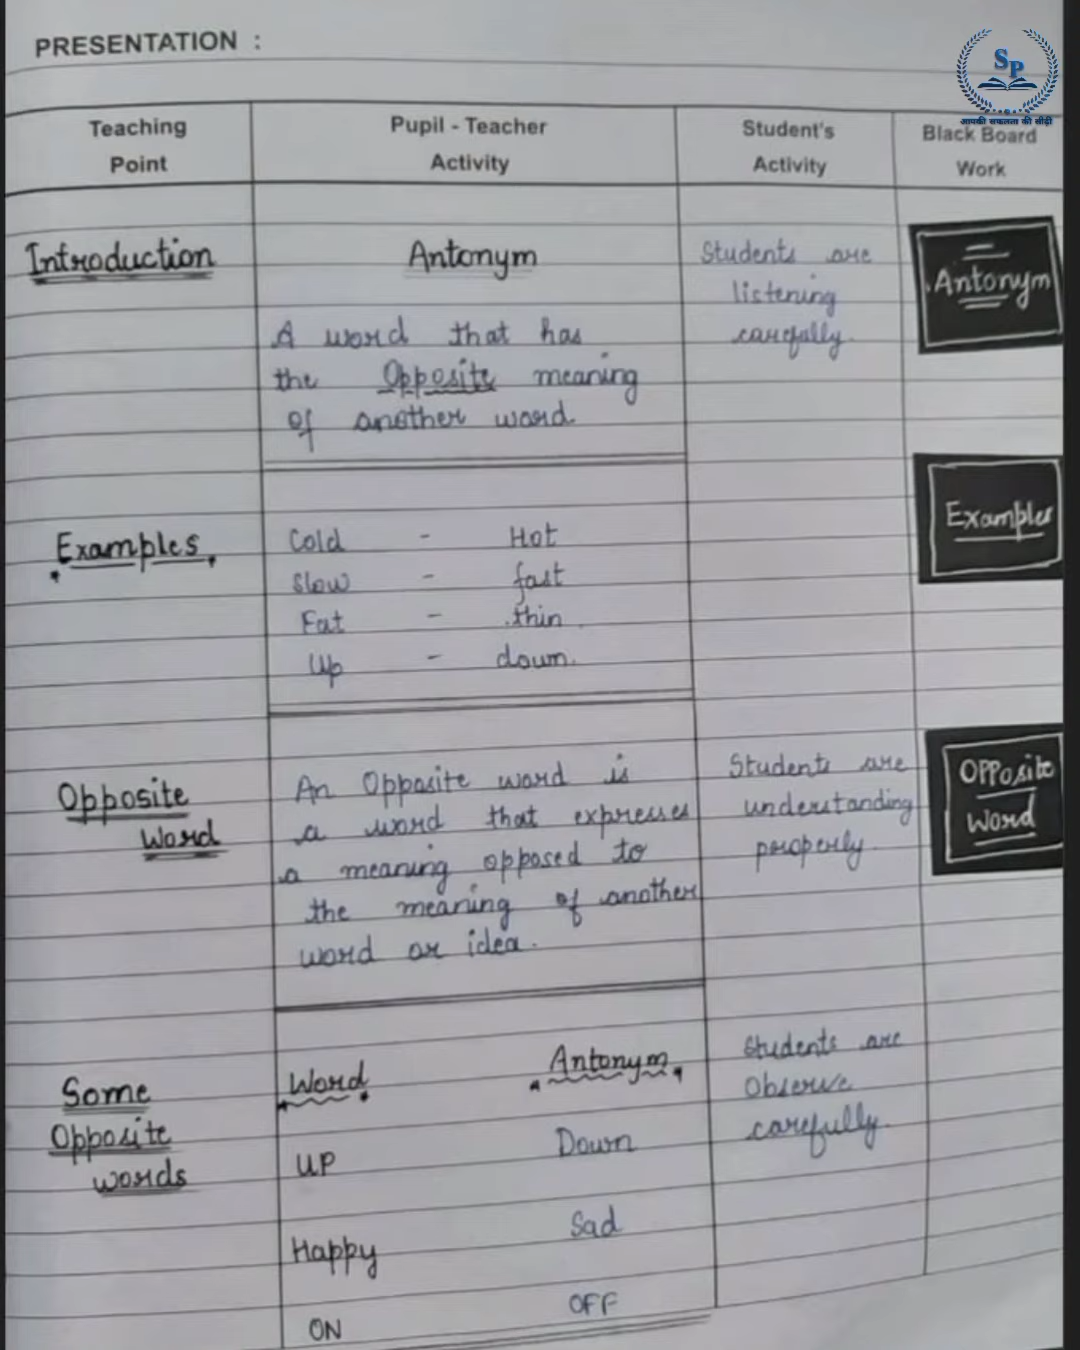 PRESENTATION :
SP
आपकी सफलता की सीढ़ी
Teaching
Point
Pupil - Teacher
Activity
Student's
Activity
Black Board
Work
Introduction
Antonym
A word that has
the Opposite meaning
of another word.
Students are
listening
carefully.
Antonym
Examples
Cold - Hot
Slow - fast
Fat - thin
Up - down.
Examples
Opposite
Word
An Opposite word is
a word that expresses
a meaning opposed to
the meaning of another
word or idea.
Students are
understanding
properly.
Opposite
Word
Some
Opposite
words
Word Antonym
UP Down
Happy Sad
ON OFF
Students are
Observe
carefully.